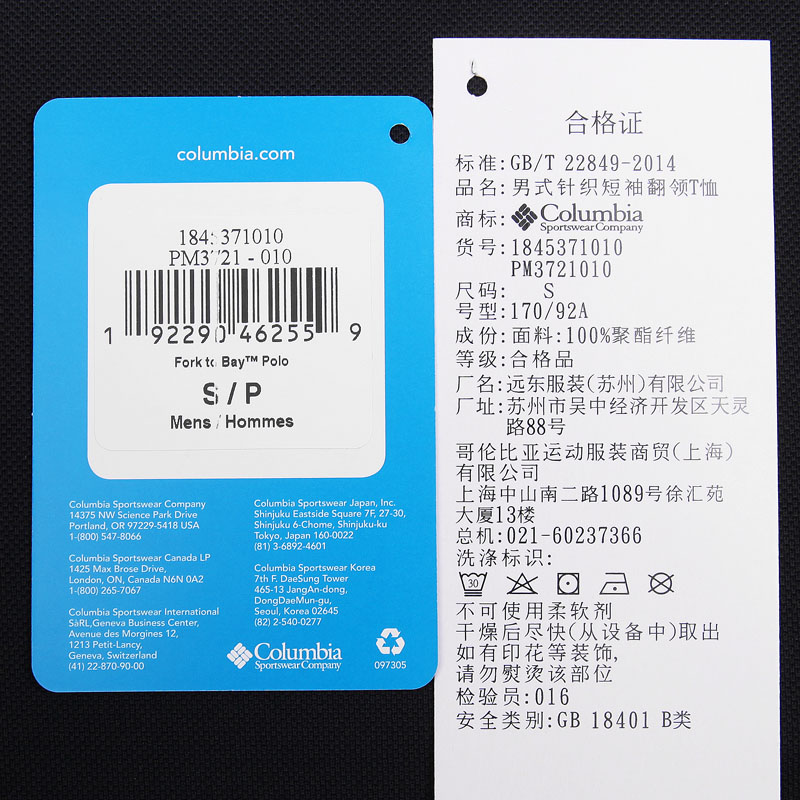 columbia.com
1845371010
PM3721 - 010
1 92290 46255 9
Fork to Bay™ Polo
S / P
Mens / Hommes
Columbia Sportswear Company
14375 NW Science Park Drive
Portland, OR 97229-5418 USA
1-(800) 547-8066
Columbia Sportswear Canada LP
1425 Max Brose Drive,
London, ON, Canada N6N 0A2
1-(800) 265-7067
Columbia Sportswear International
SàRL,Geneva Business Center,
Avenue des Morgines 12,
1213 Petit-Lancy,
Geneva, Switzerland
(41) 22-870-90-00
Columbia Sportswear Japan, Inc.
Shinjuku Eastside Square 7F, 27-30,
Shinjuku 6-Chome, Shinjuku-ku
Tokyo, Japan 160-0022
(81) 3-6892-4601
Columbia Sportswear Korea
7th F. DaeSung Tower
465-13 JangAn-dong,
DongDaeMun-gu,
Seoul, Korea 02645
(82) 2-540-0277
Columbia
Sportswear Company
097305
合格证
标准:GB/T 22849-2014
品名:男式针织短袖翻领T恤
商标:Columbia
Sportswear Company
货号:1845371010
PM3721010
尺码: S
号型:170/92A
成份:面料:100%聚酯纤维
等级:合格品
厂名:远东服装(苏州)有限公司
厂址:苏州市吴中经济开发区天灵
路88号
哥伦比亚运动服装商贸(上海)
有限公司
上海中山南二路1089号徐汇苑
大厦13楼
总机:021-60237366
洗涤标识:
30
不可使用柔软剂
干燥后尽快(从设备中)取出
如有印花等装饰,
请勿熨烫该部位
检验员:016
安全类别:GB 18401 B类